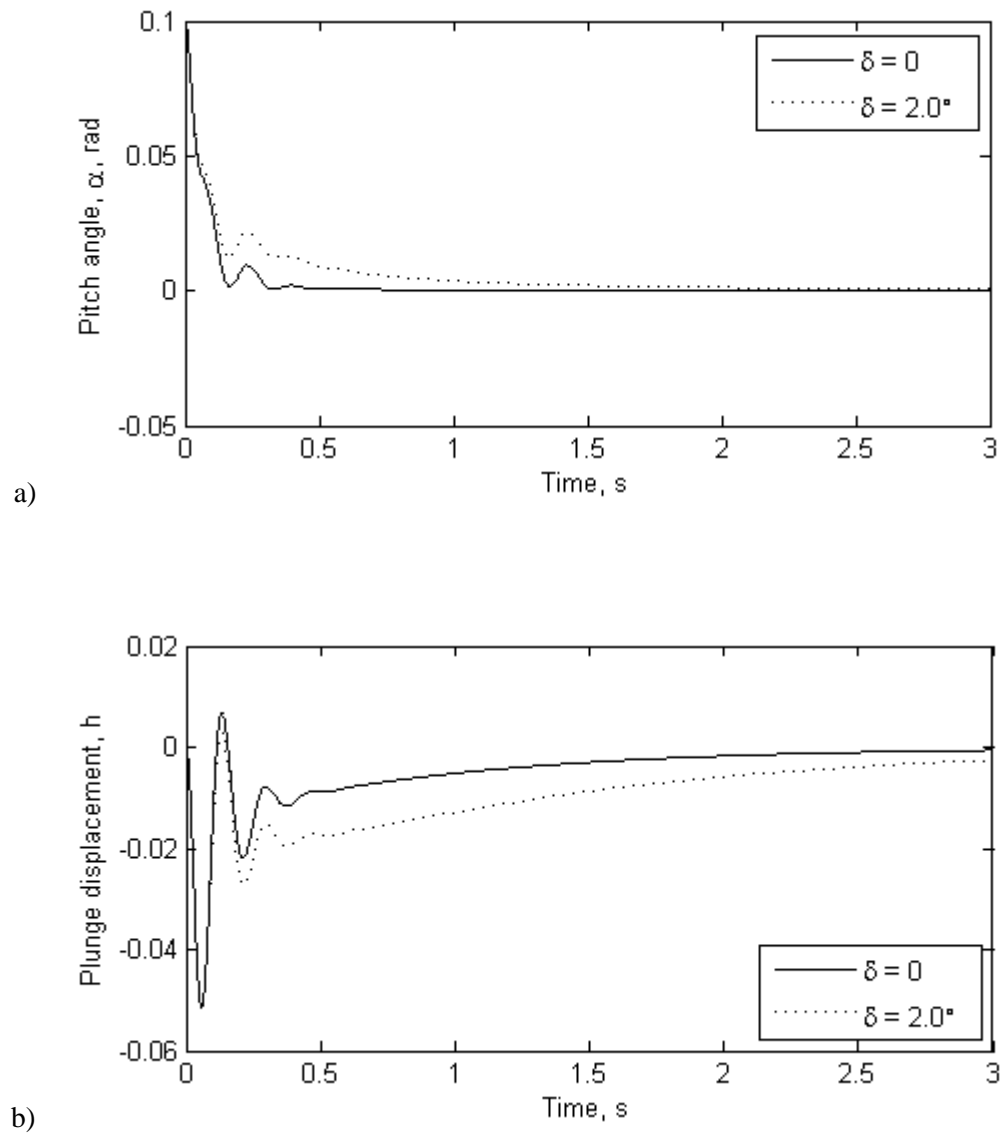 0.1
0.05
0
-0.05
Pitch angle, α, rad
δ = 0
δ = 2.0°
0 0.5 1 1.5 2 2.5 3
Time, s
a)
0.02
0
-0.02
-0.04
-0.06
Plunge displacement, h
δ = 0
δ = 2.0°
0 0.5 1 1.5 2 2.5 3
Time, s
b)